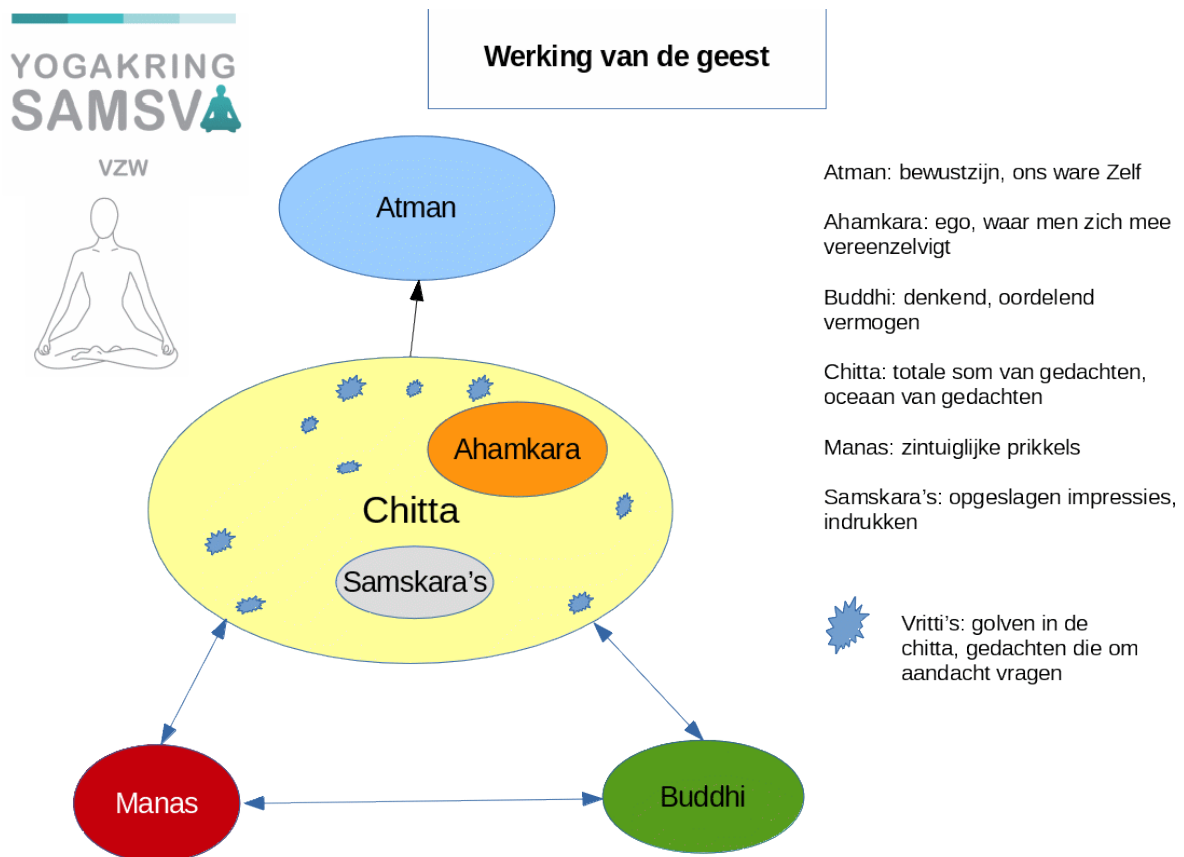 YOGAKRING
SAMSVA
VZW
Werking van de geest
Atman
Ahamkara
Chitta
Samskara’s
Manas
Buddhi
Atman: bewustzijn, ons ware Zelf
Ahamkara: ego, waar men zich mee
vereenzelvigt
Buddhi: denkend, oordelend
vermogen
Chitta: totale som van gedachten,
oceaan van gedachten
Manas: zintuiglijke prikkels
Samskara’s: opgeslagen impressies,
indrukken
Vritti’s: golven in de
chitta, gedachten die om
aandacht vragen